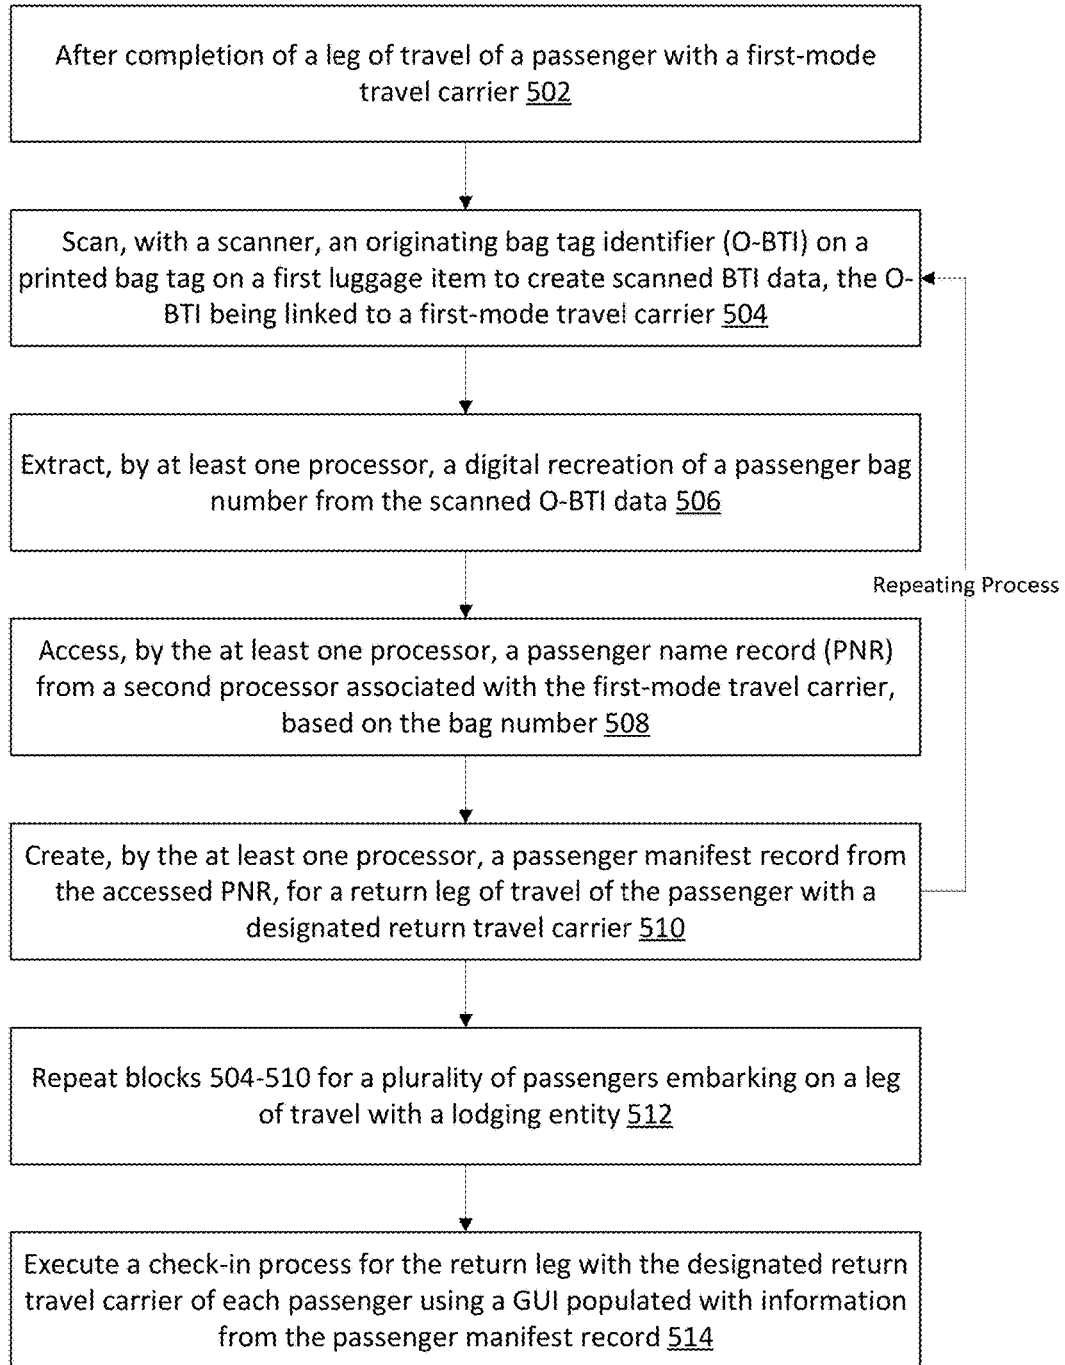 After completion of a leg of travel of a passenger with a first-mode
travel carrier 502
Scan, with a scanner, an originating bag tag identifier (O-BTI) on a
printed bag tag on a first luggage item to create scanned BTI data, the O-
BTI being linked to a first-mode travel carrier 504
Extract, by at least one processor, a digital recreation of a passenger bag
number from the scanned O-BTI data 506
Repeating Process
Access, by the at least one processor, a passenger name record (PNR)
from a second processor associated with the first-mode travel carrier,
based on the bag number 508
Create, by the at least one processor, a passenger manifest record from
the accessed PNR, for a return leg of travel of the passenger with a
designated return travel carrier 510
Repeat blocks 504-510 for a plurality of passengers embarking on a leg
of travel with a lodging entity 512
Execute a check-in process for the return leg with the designated return
travel carrier of each passenger using a GUI populated with information
from the passenger manifest record 514